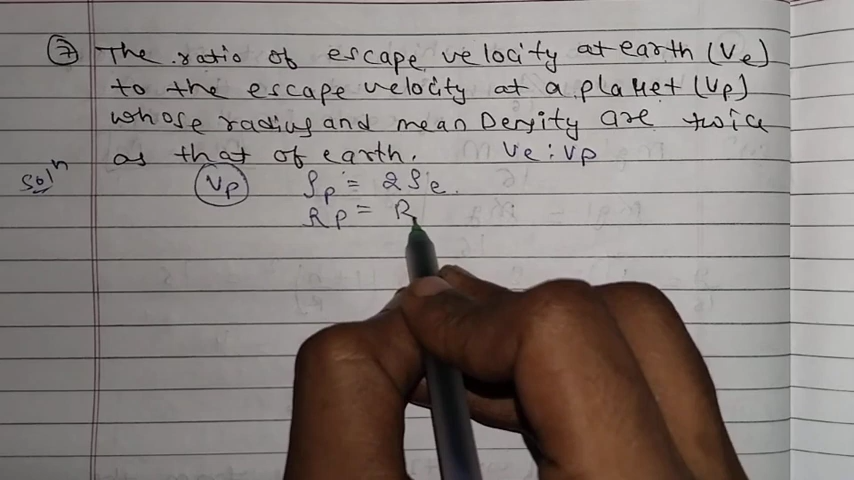 ⑦ The ratio of escape velocity at earth (Ve)
to the escape velocity at a planet (Vp)
whose radius and mean Density are twice
as that of earth. Ve : Vp
Solⁿ Vp ρp = 2ρe.
Rp = R